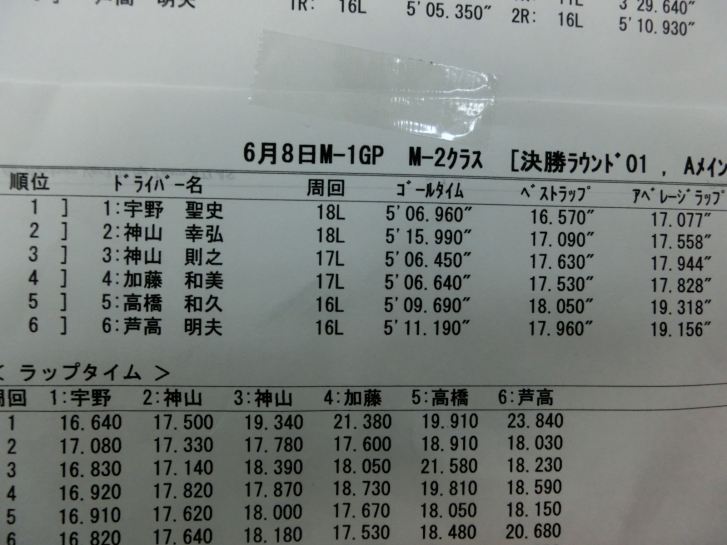 芦高 明夫 1R: 16L 5'05.350" 2R: 16L 5'10.930"
3'29.640"
6月8日M-1GP M-2クラス [決勝ラウンド01 , Aメイン
順位 ドライバー名 周回 ゴールタイム ベストラップ アベレージラップ
1 ] 1:宇野 聖史 18L 5'06.960" 16.570" 17.077"
2 ] 2:神山 幸弘 18L 5'15.990" 17.090" 17.558"
3 ] 3:神山 則之 17L 5'06.450" 17.630" 17.944"
4 ] 4:加藤 和美 17L 5'06.640" 17.530" 17.828"
5 ] 5:高橋 和久 16L 5'09.690" 18.050" 19.318"
6 ] 6:芦高 明夫 16L 5'11.190" 17.960" 19.156"
< ラップタイム >
周回 1:宇野 2:神山 3:神山 4:加藤 5:高橋 6:芦高
1 16.640 17.500 19.340 21.380 19.910 23.840
2 17.080 17.330 17.780 17.600 18.910 18.030
3 16.830 17.140 18.390 18.050 21.580 18.230
4 16.920 17.820 17.870 18.730 19.810 18.590
5 16.910 17.620 18.000 17.670 18.050 18.150
6 16.820 17.640 18.180 17.530 18.480 20.680